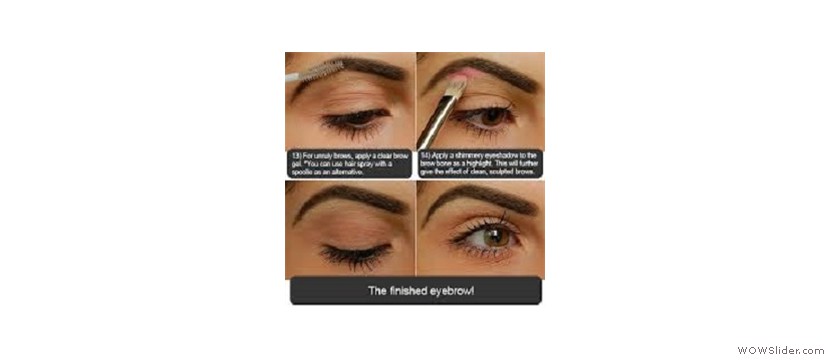 13) For unruly brows, apply a clear brow
gel. *You can use hair spray with a
spoolie as an alternative.
14) Apply a shimmery eyeshadow to the
brow bone as a highlight. This will further
give the effect of clean, sculpted brows.
The finished eyebrow!
WOWSlider.com